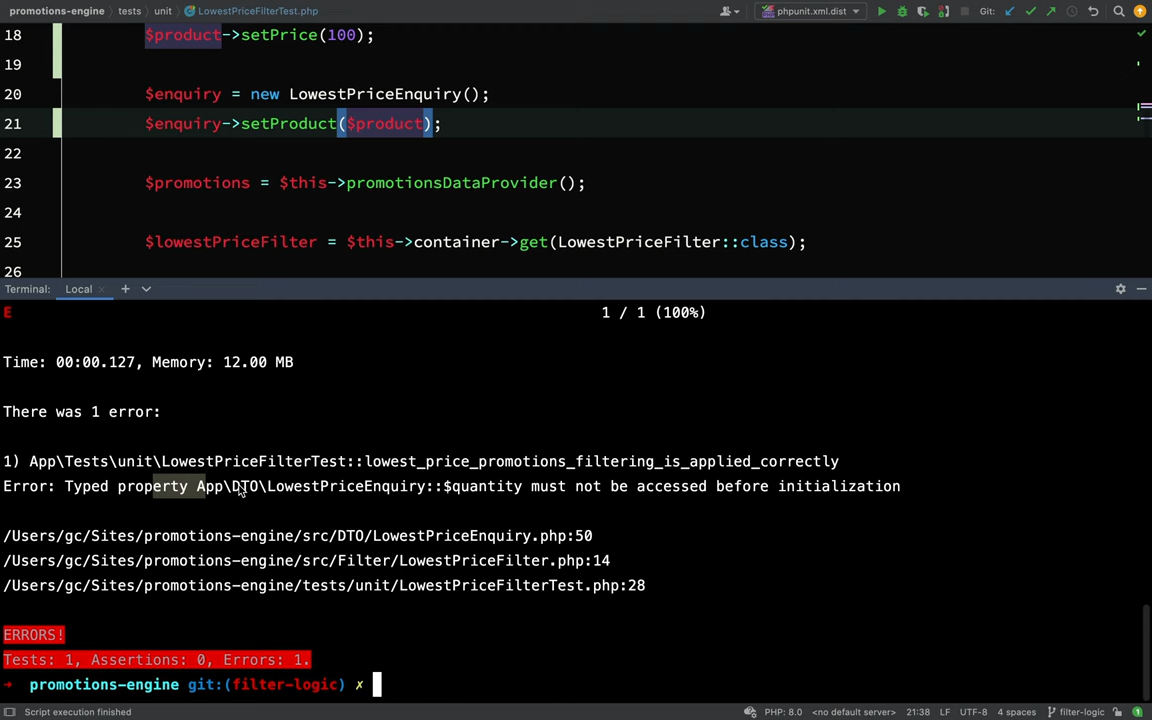 promotions-engine tests unit LowestPriceFilterTest.php phpunit.xml.dist Git:
18 $product->setPrice(100);
19
20 $enquiry = new LowestPriceEnquiry();
21 $enquiry->setProduct($product);
22
23 $promotions = $this->promotionsDataProvider();
24
25 $lowestPriceFilter = $this->container->get(LowestPriceFilter::class);
26
Terminal: Local × +
E 1 / 1 (100%)
Time: 00:00.127, Memory: 12.00 MB
There was 1 error:
1) App\Tests\unit\LowestPriceFilterTest::lowest_price_promotions_filtering_is_applied_correctly
Error: Typed property App\DTO\LowestPriceEnquiry::$quantity must not be accessed before initialization
/Users/gc/Sites/promotions-engine/src/DTO/LowestPriceEnquiry.php:50
/Users/gc/Sites/promotions-engine/src/Filter/LowestPriceFilter.php:14
/Users/gc/Sites/promotions-engine/tests/unit/LowestPriceFilterTest.php:28
ERRORS!
Tests: 1, Assertions: 0, Errors: 1.
→ promotions-engine git:(filter-logic) ✗
Script execution finished PHP: 8.0 <no default server> 21:38 LF UTF-8 4 spaces filter-logic 1